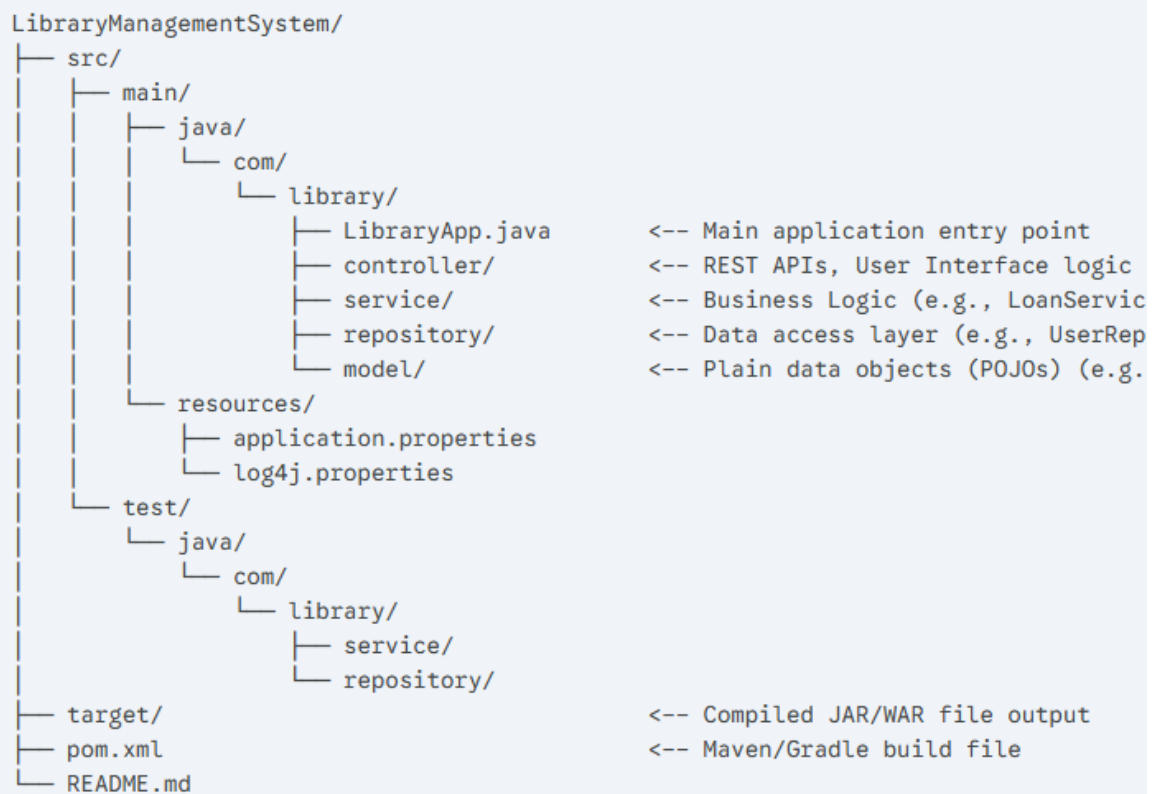 LibraryManagementSystem/
├── src/
│   ├── main/
│   │   ├── java/
│   │   │   └── com/
│   │   │       └── library/
│   │   │           ├── LibraryApp.java       <-- Main application entry point
│   │   │           ├── controller/           <-- REST APIs, User Interface logic
│   │   │           ├── service/              <-- Business Logic (e.g., LoanServic
│   │   │           ├── repository/           <-- Data access layer (e.g., UserRep
│   │   │           └── model/                <-- Plain data objects (POJOs) (e.g.
│   │   └── resources/
│   │       ├── application.properties
│   │       └── log4j.properties
│   └── test/
│       └── java/
│           └── com/
│               └── library/
│                   ├── service/
│                   └── repository/
├── target/                                   <-- Compiled JAR/WAR file output
├── pom.xml                                   <-- Maven/Gradle build file
└── README.md